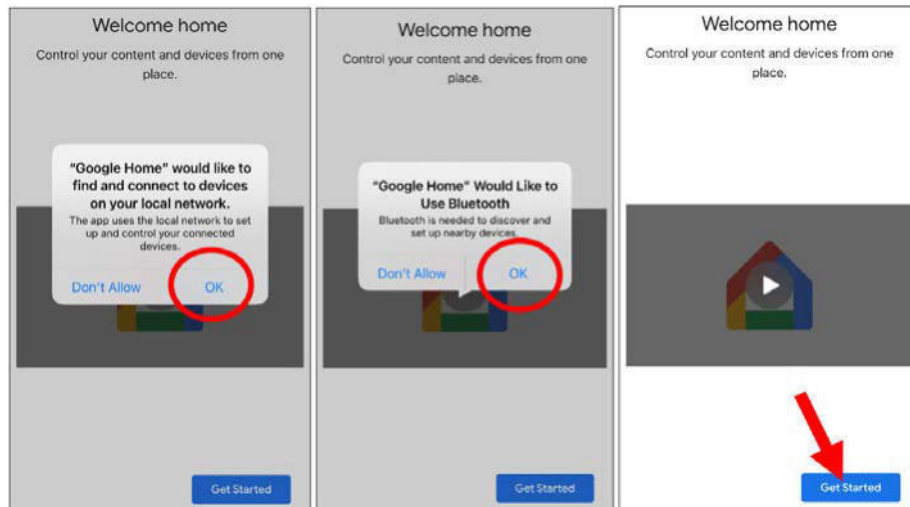 Welcome home
Control your content and devices from one
place.
"Google Home" would like to
find and connect to devices
on your local network.
The app uses the local network to set
up and control your connected
devices.
Don't Allow
OK
Get Started
Welcome home
Control your content and devices from one
place.
"Google Home" Would Like to
Use Bluetooth
Bluetooth is needed to discover and
set up nearby devices.
Don't Allow
OK
Get Started
Welcome home
Control your content and devices from one
place.
Get Started